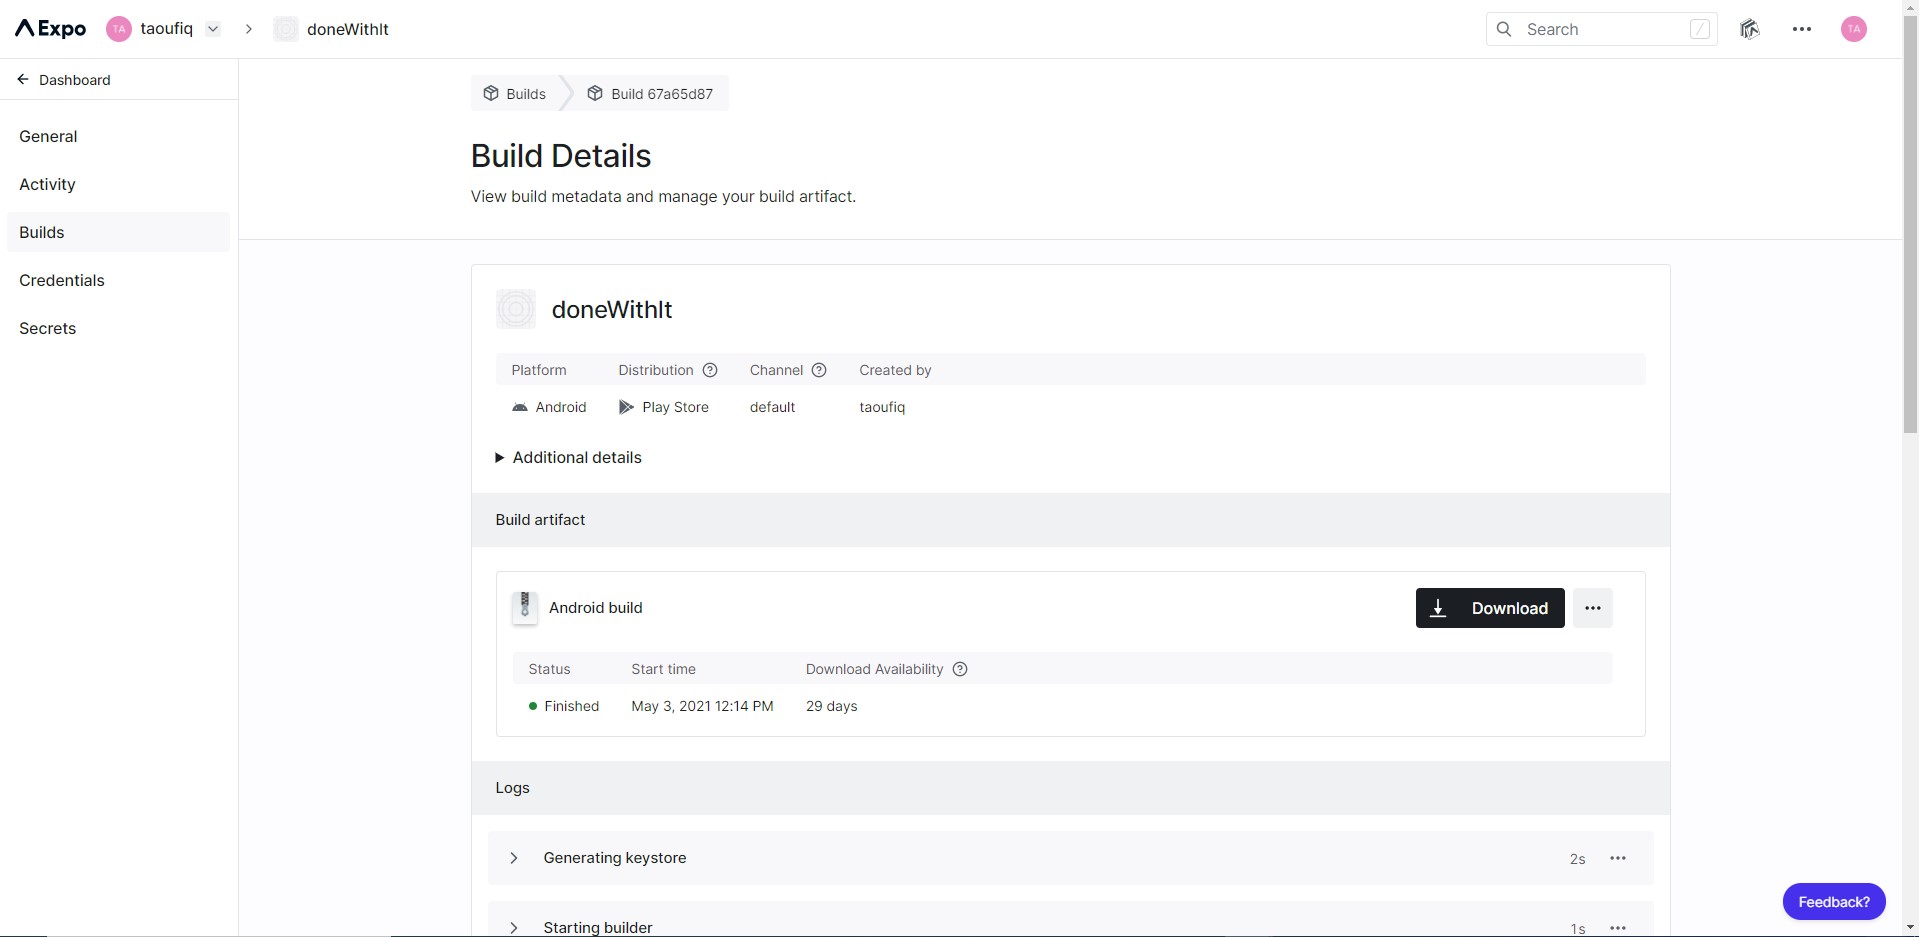 Expo TA taoufiq doneWithIt Search / TA
Dashboard
General
Activity
Builds
Credentials
Secrets
Builds Build 67a65d87
Build Details
View build metadata and manage your build artifact.
doneWithIt
Platform Distribution ? Channel ? Created by
Android Play Store default taoufiq
Additional details
Build artifact
Android build Download
Status Start time Download Availability ?
Finished May 3, 2021 12:14 PM 29 days
Logs
Generating keystore 2s
Feedback?
Starting builder 1s